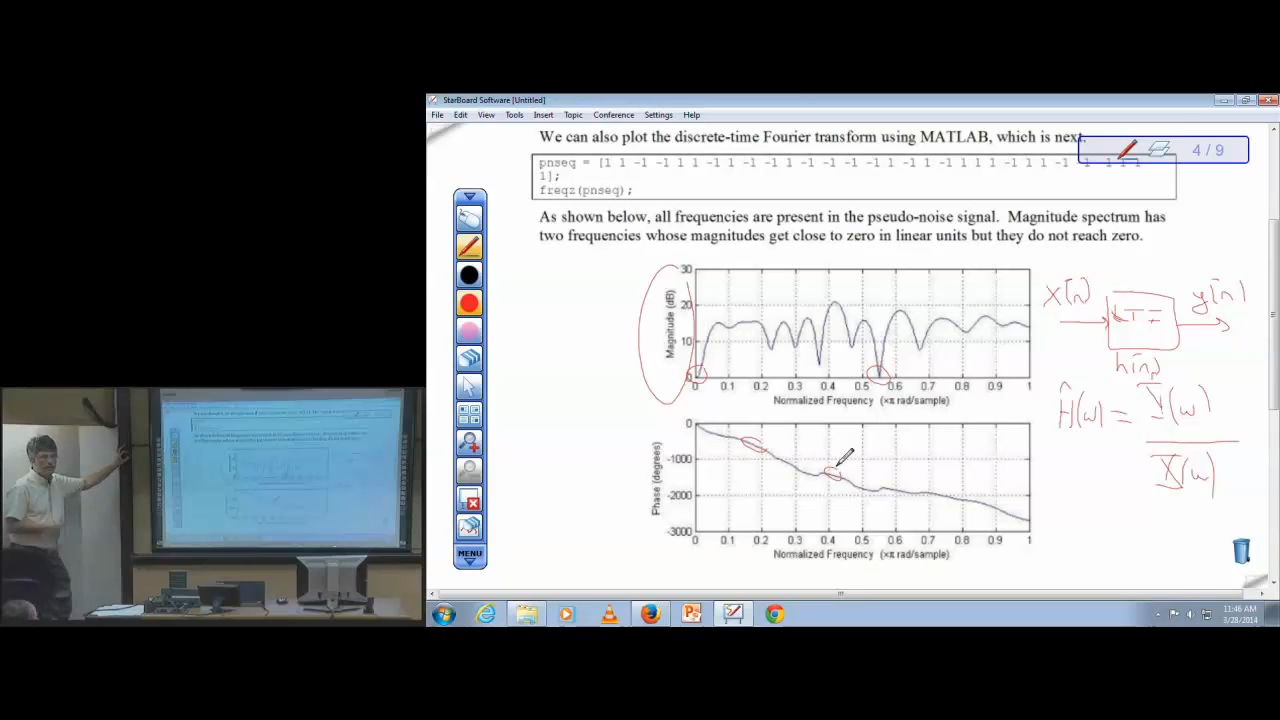 StarBoard Software [Untitled]
File Edit View Tools Insert Topic Conference Settings Help
We can also plot the discrete-time Fourier transform using MATLAB, which is next.
4 / 9
pnseq = [1 1 -1 -1 1 1 -1 1 -1 -1 1 -1 -1 -1 -1 1 -1 1 -1 1 1 1 -1 1 1 -1 -1 1 1 1
1];
freqz(pnseq);
As shown below, all frequencies are present in the pseudo-noise signal. Magnitude spectrum has
two frequencies whose magnitudes get close to zero in linear units but they do not reach zero.
30
20
10
0
Magnitude (dB)
0 0.1 0.2 0.3 0.4 0.5 0.6 0.7 0.8 0.9 1
Normalized Frequency (×π rad/sample)
0
-1000
-2000
-3000
Phase (degrees)
0 0.1 0.2 0.3 0.4 0.5 0.6 0.7 0.8 0.9 1
Normalized Frequency (×π rad/sample)
x[n] LTI y[n]
h[n]
Ĥ(ω) = Y(ω)
X(ω)
MENU
11:46 AM
3/28/2014